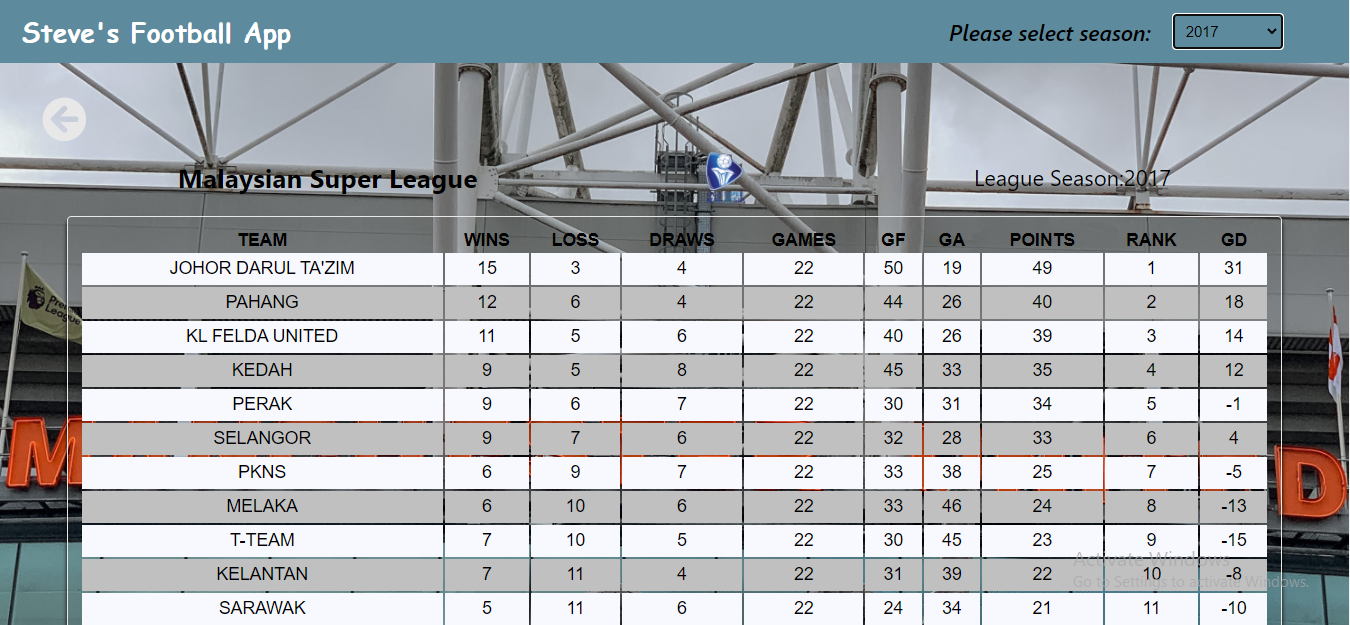 Steve's Football App
Please select season:
2017
Malaysian Super League
League Season:2017
TEAM WINS LOSS DRAWS GAMES GF GA POINTS RANK GD
JOHOR DARUL TA'ZIM 15 3 4 22 50 19 49 1 31
PAHANG 12 6 4 22 44 26 40 2 18
Premier
League
KL FELDA UNITED 11 5 6 22 40 26 39 3 14
KEDAH 9 5 8 22 45 33 35 4 12
PERAK 9 6 7 22 30 31 34 5 -1
SELANGOR 9 7 6 22 32 28 33 6 4
M
D
PKNS 6 9 7 22 33 38 25 7 -5
MELAKA 6 10 6 22 33 46 24 8 -13
T-TEAM 7 10 5 22 30 45 23 9 -15
Activate Windows
KELANTAN 7 11 4 22 31 39 22 10 -8
Go to Settings to activate Windows.
SARAWAK 5 11 6 22 24 34 21 11 -10